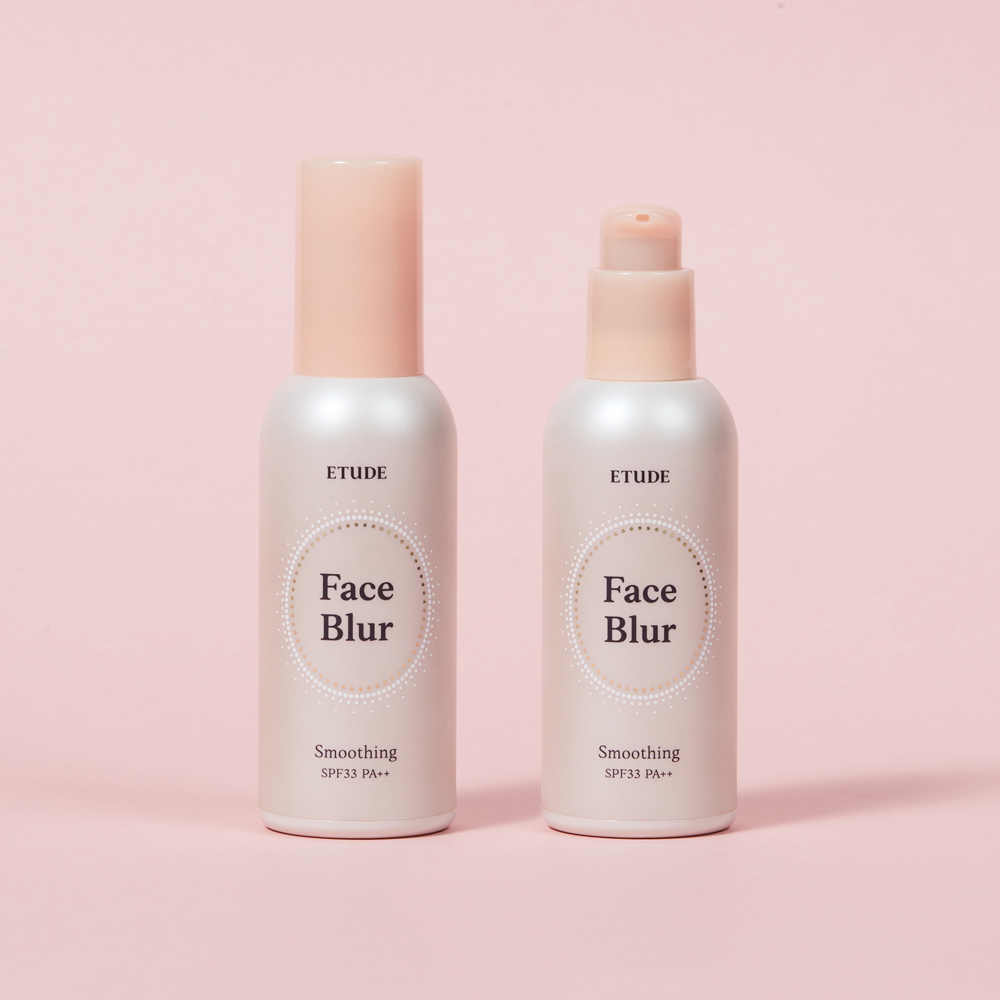 ETUDE
Face
Blur
Smoothing
SPF33 PA++
ETUDE
Face
Blur
Smoothing
SPF33 PA++